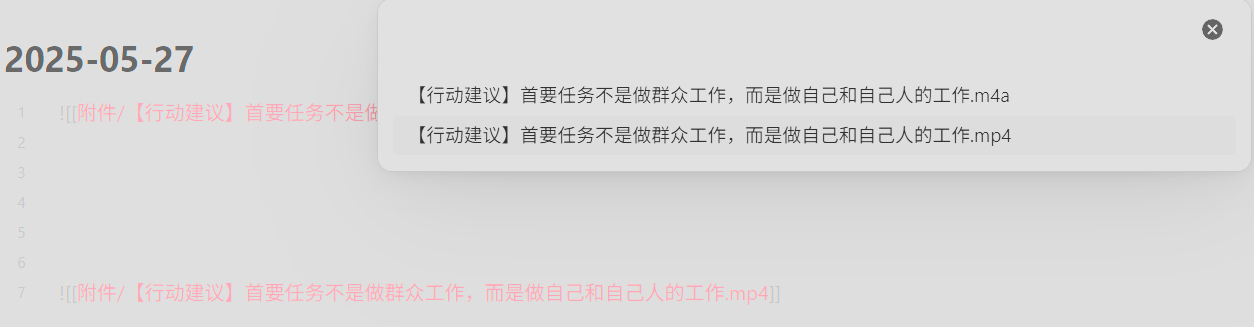 2025-05-27
【行动建议】首要任务不是做群众工作，而是做自己和自己人的工作.m4a
【行动建议】首要任务不是做群众工作，而是做自己和自己人的工作.mp4
1 ![[附件/【行动建议】首要任务不是做
2
3
4
5
6
7 ![[附件/【行动建议】首要任务不是做群众工作，而是做自己和自己人的工作.mp4]]